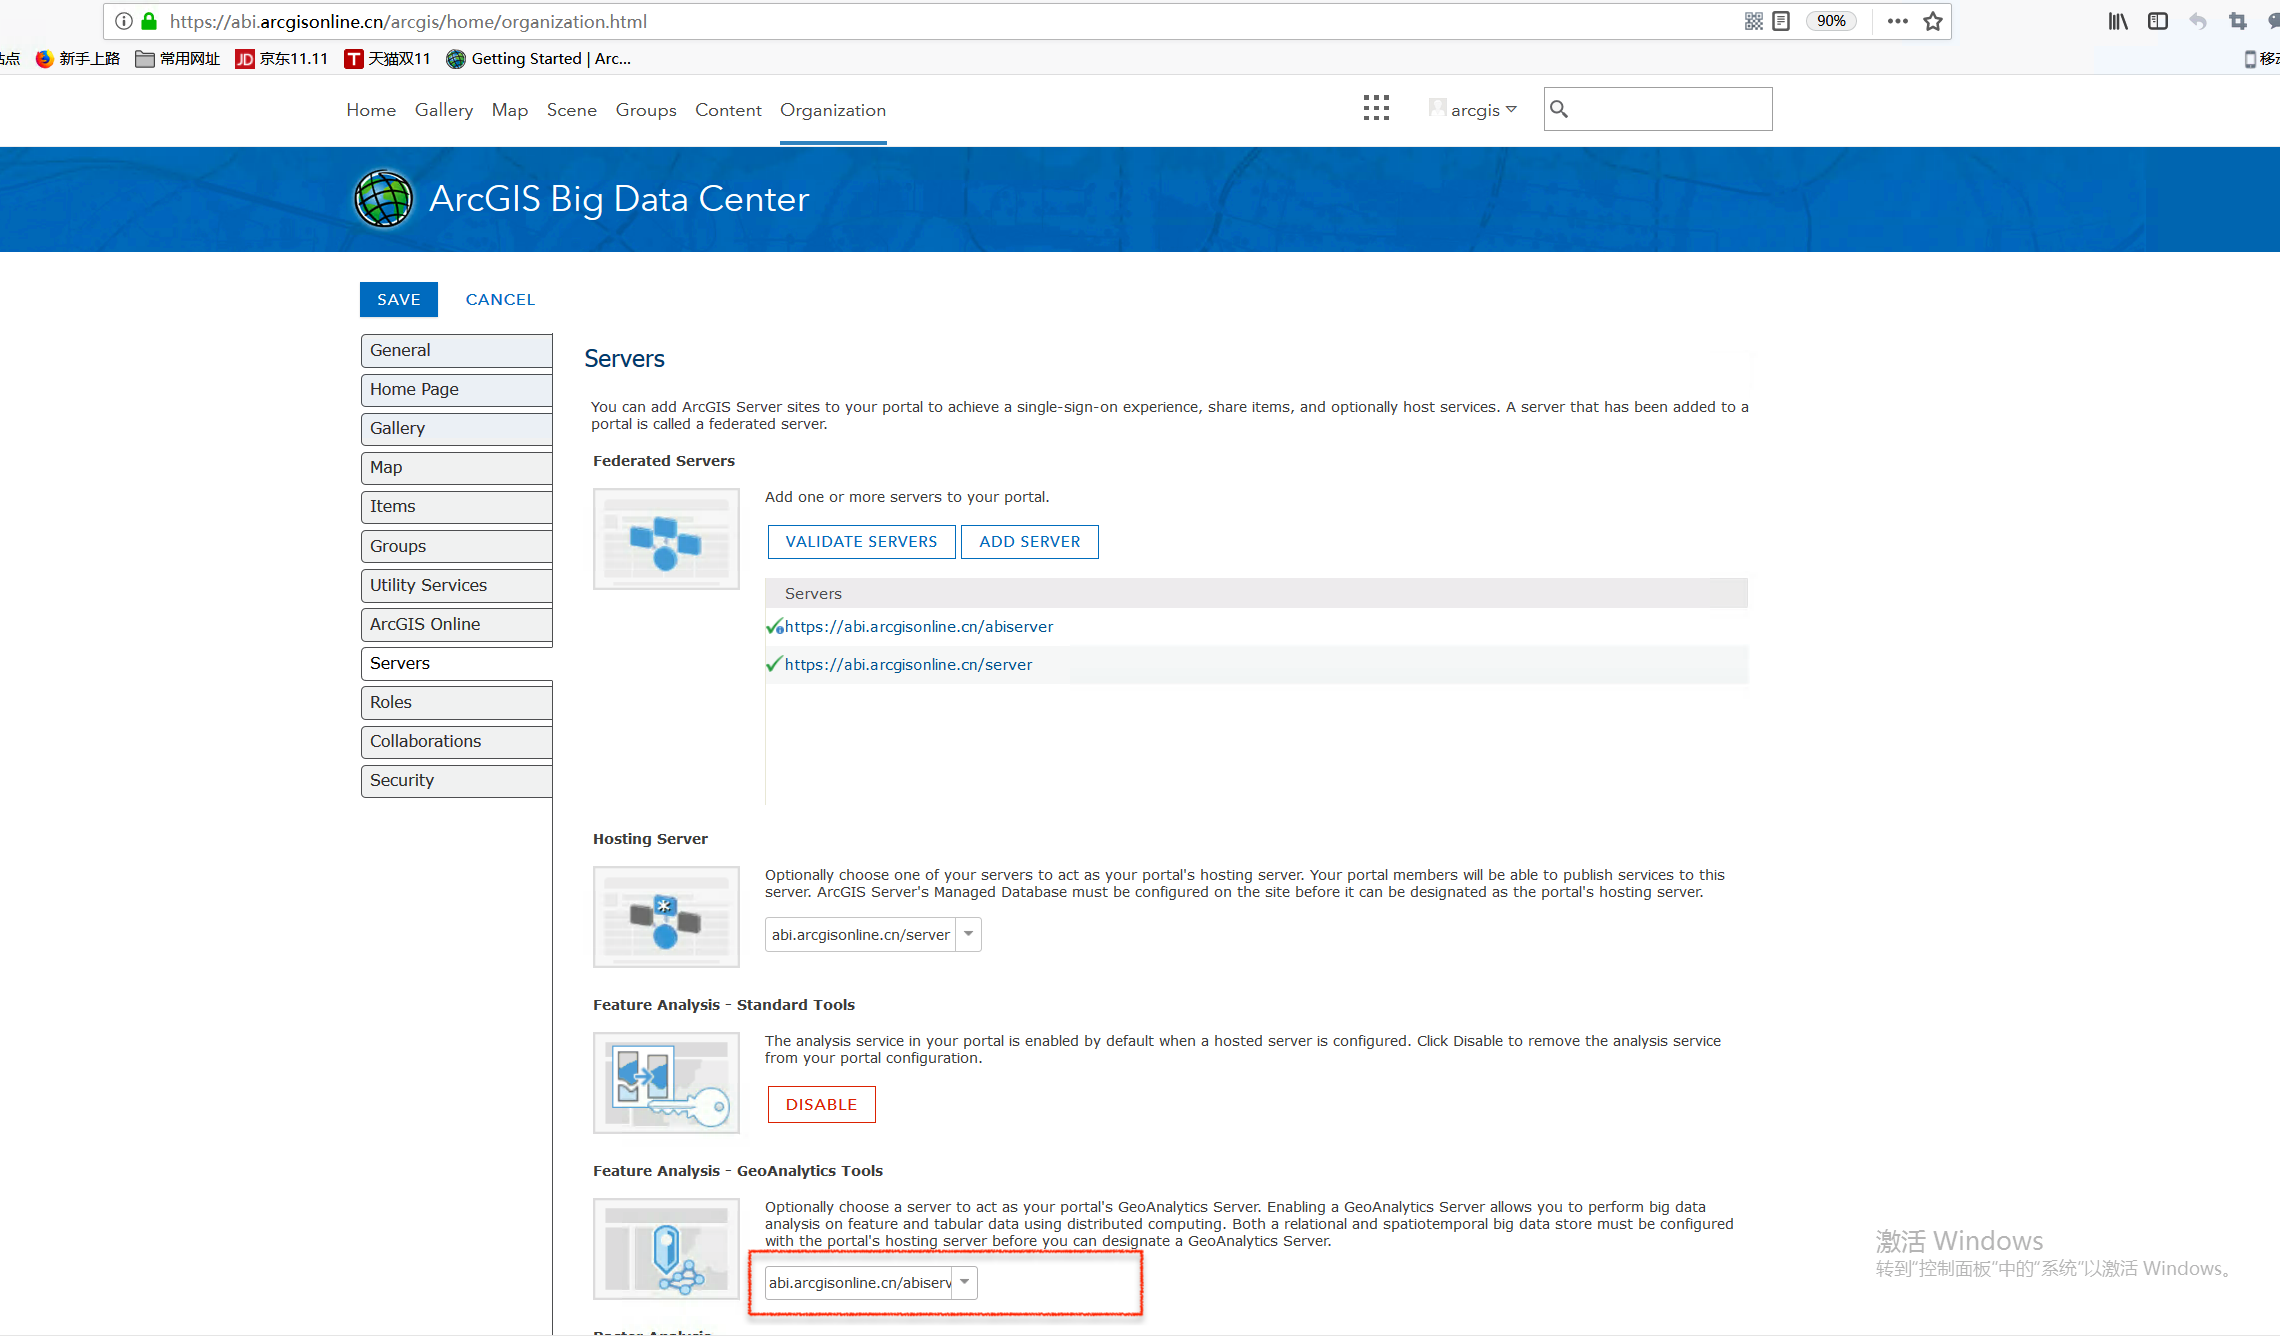 https://abi.arcgisonline.cn/arcgis/home/organization.html
90%
新手上路
常用网址
JD 京东11.11
T 天猫双11
Getting Started | Arc...
Home Gallery Map Scene Groups Content Organization
arcgis
ArcGIS Big Data Center
SAVE
CANCEL
General
Home Page
Gallery
Map
Items
Groups
Utility Services
ArcGIS Online
Servers
Roles
Collaborations
Security
Servers
You can add ArcGIS Server sites to your portal to achieve a single-sign-on experience, share items, and optionally host services. A server that has been added to a
portal is called a federated server.
Federated Servers
Add one or more servers to your portal.
VALIDATE SERVERS
ADD SERVER
Servers
https://abi.arcgisonline.cn/abiserver
https://abi.arcgisonline.cn/server
Hosting Server
Optionally choose one of your servers to act as your portal's hosting server. Your portal members will be able to publish services to this
server. ArcGIS Server's Managed Database must be configured on the site before it can be designated as the portal's hosting server.
abi.arcgisonline.cn/server
Feature Analysis - Standard Tools
The analysis service in your portal is enabled by default when a hosted server is configured. Click Disable to remove the analysis service
from your portal configuration.
DISABLE
Feature Analysis - GeoAnalytics Tools
Optionally choose a server to act as your portal's GeoAnalytics Server. Enabling a GeoAnalytics Server allows you to perform big data
analysis on feature and tabular data using distributed computing. Both a relational and spatiotemporal big data store must be configured
with the portal's hosting server before you can designate a GeoAnalytics Server.
abi.arcgisonline.cn/abiserv
激活 Windows
转到“控制面板”中的“系统”以激活 Windows。